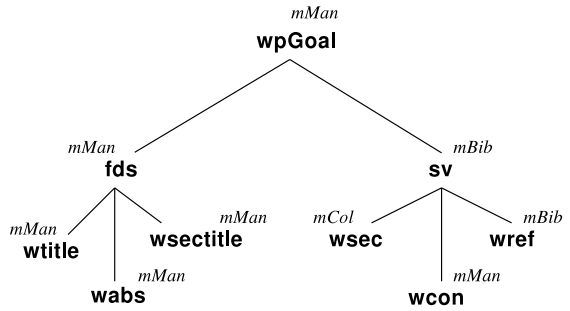 mMan
wpGoal
mMan
fds
mBib
sv
mMan
wtitle
mMan
wsectitle
mCol
wsec
mBib
wref
mMan
wabs
mMan
wcon